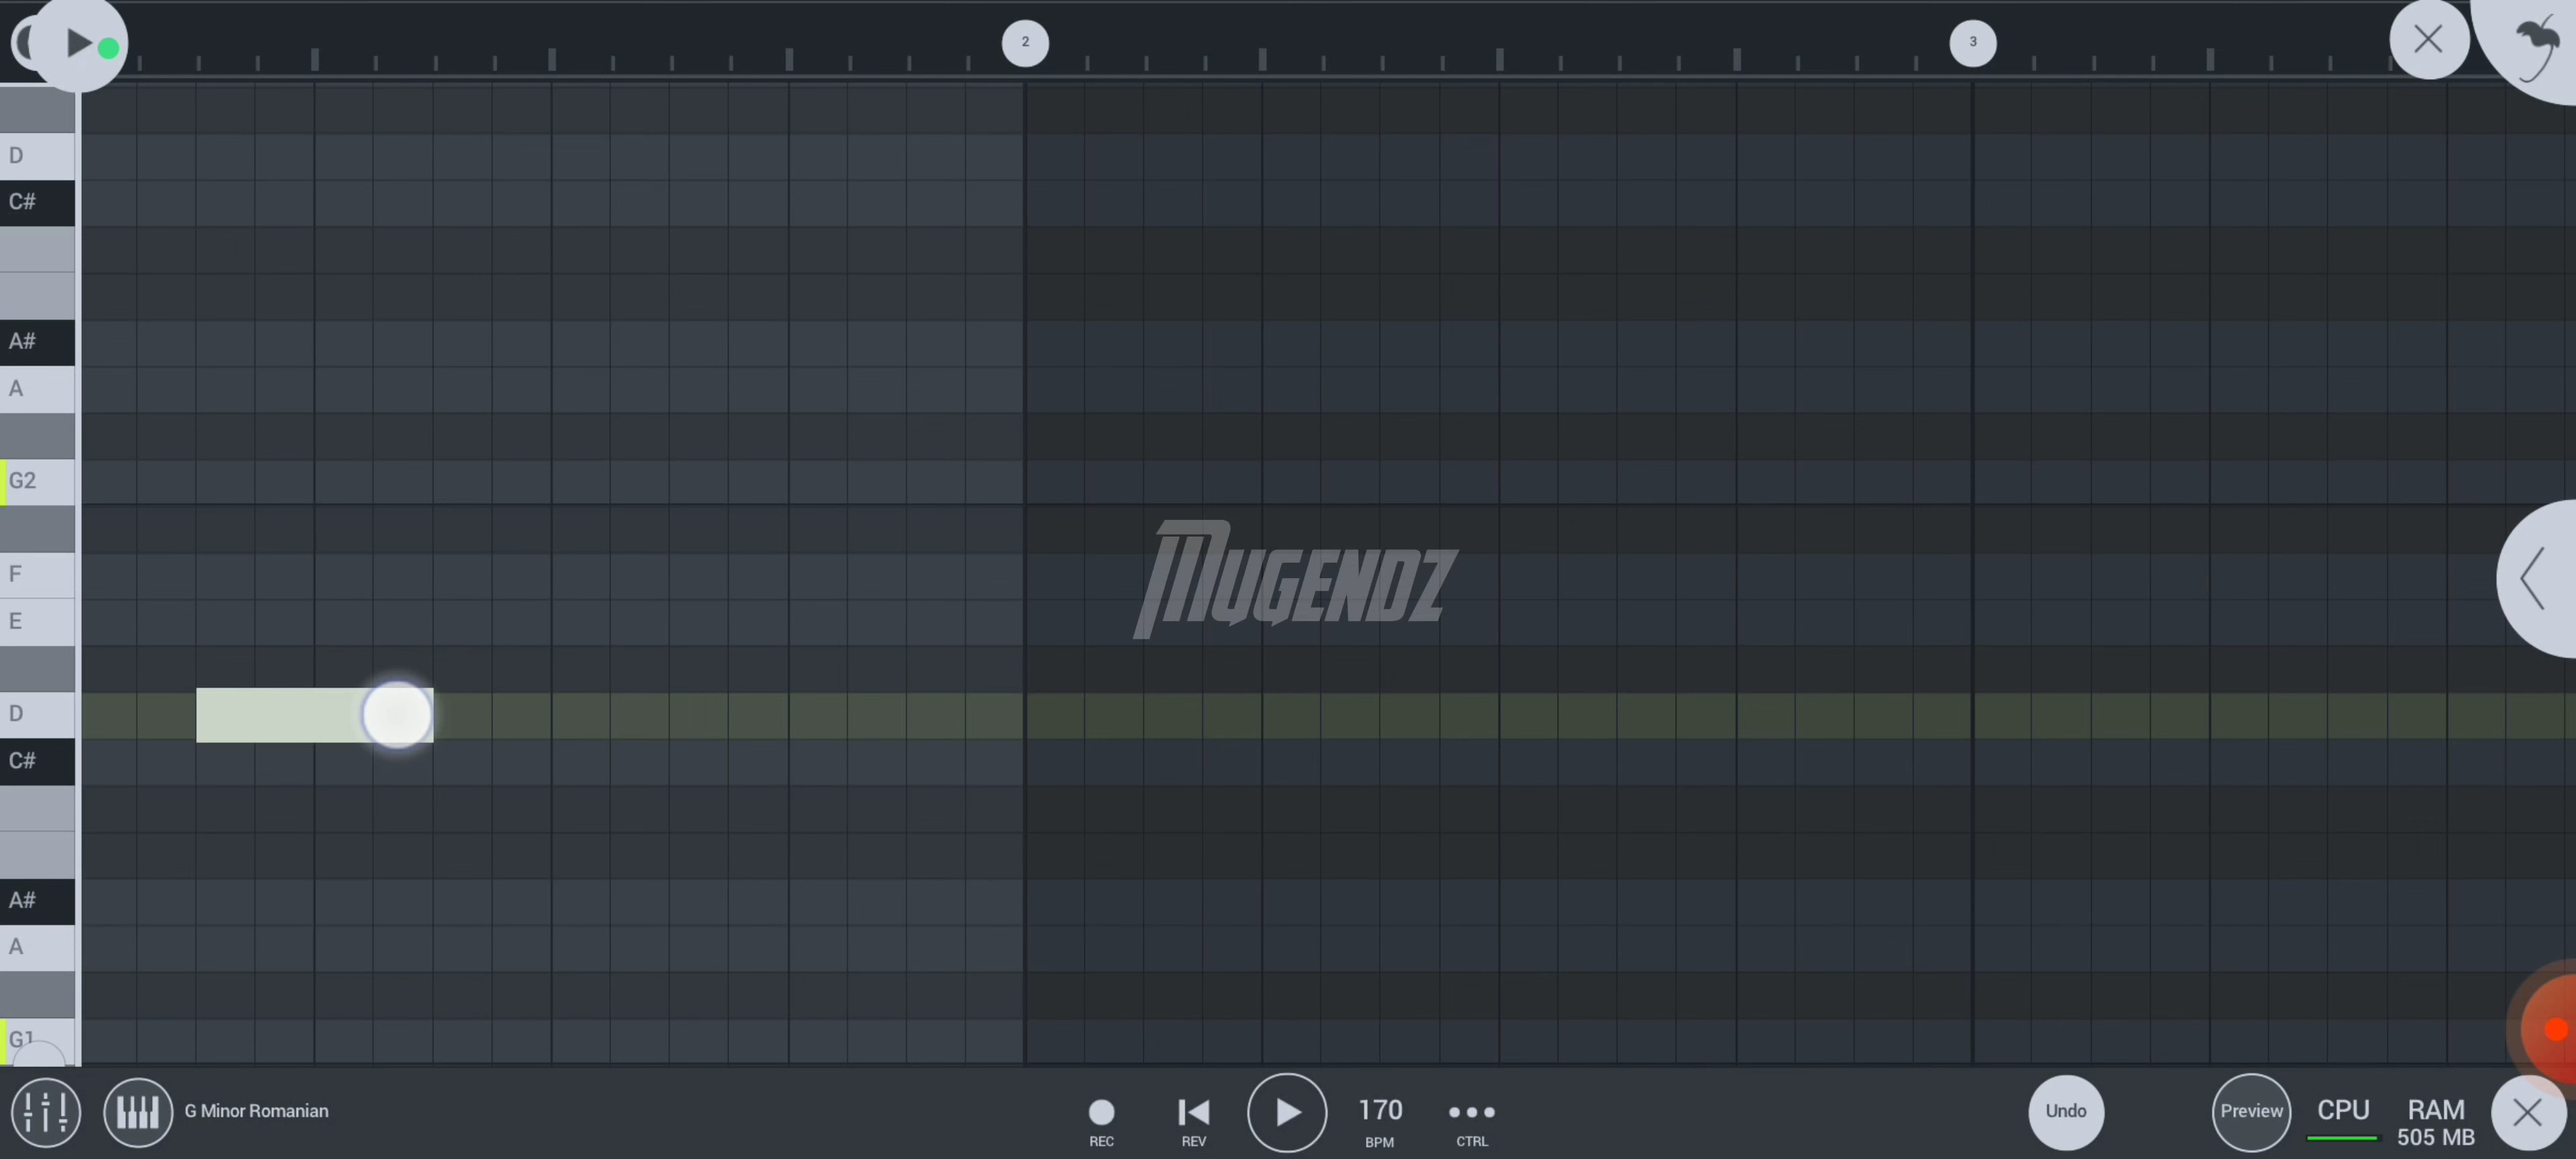 2
3
D
C#
A#
A
G2
F
E
D
C#
A#
A
G1
MUGENDZ
G Minor Romanian
REC
REV
170
BPM
CTRL
Undo
Preview
CPU
RAM
505 MB